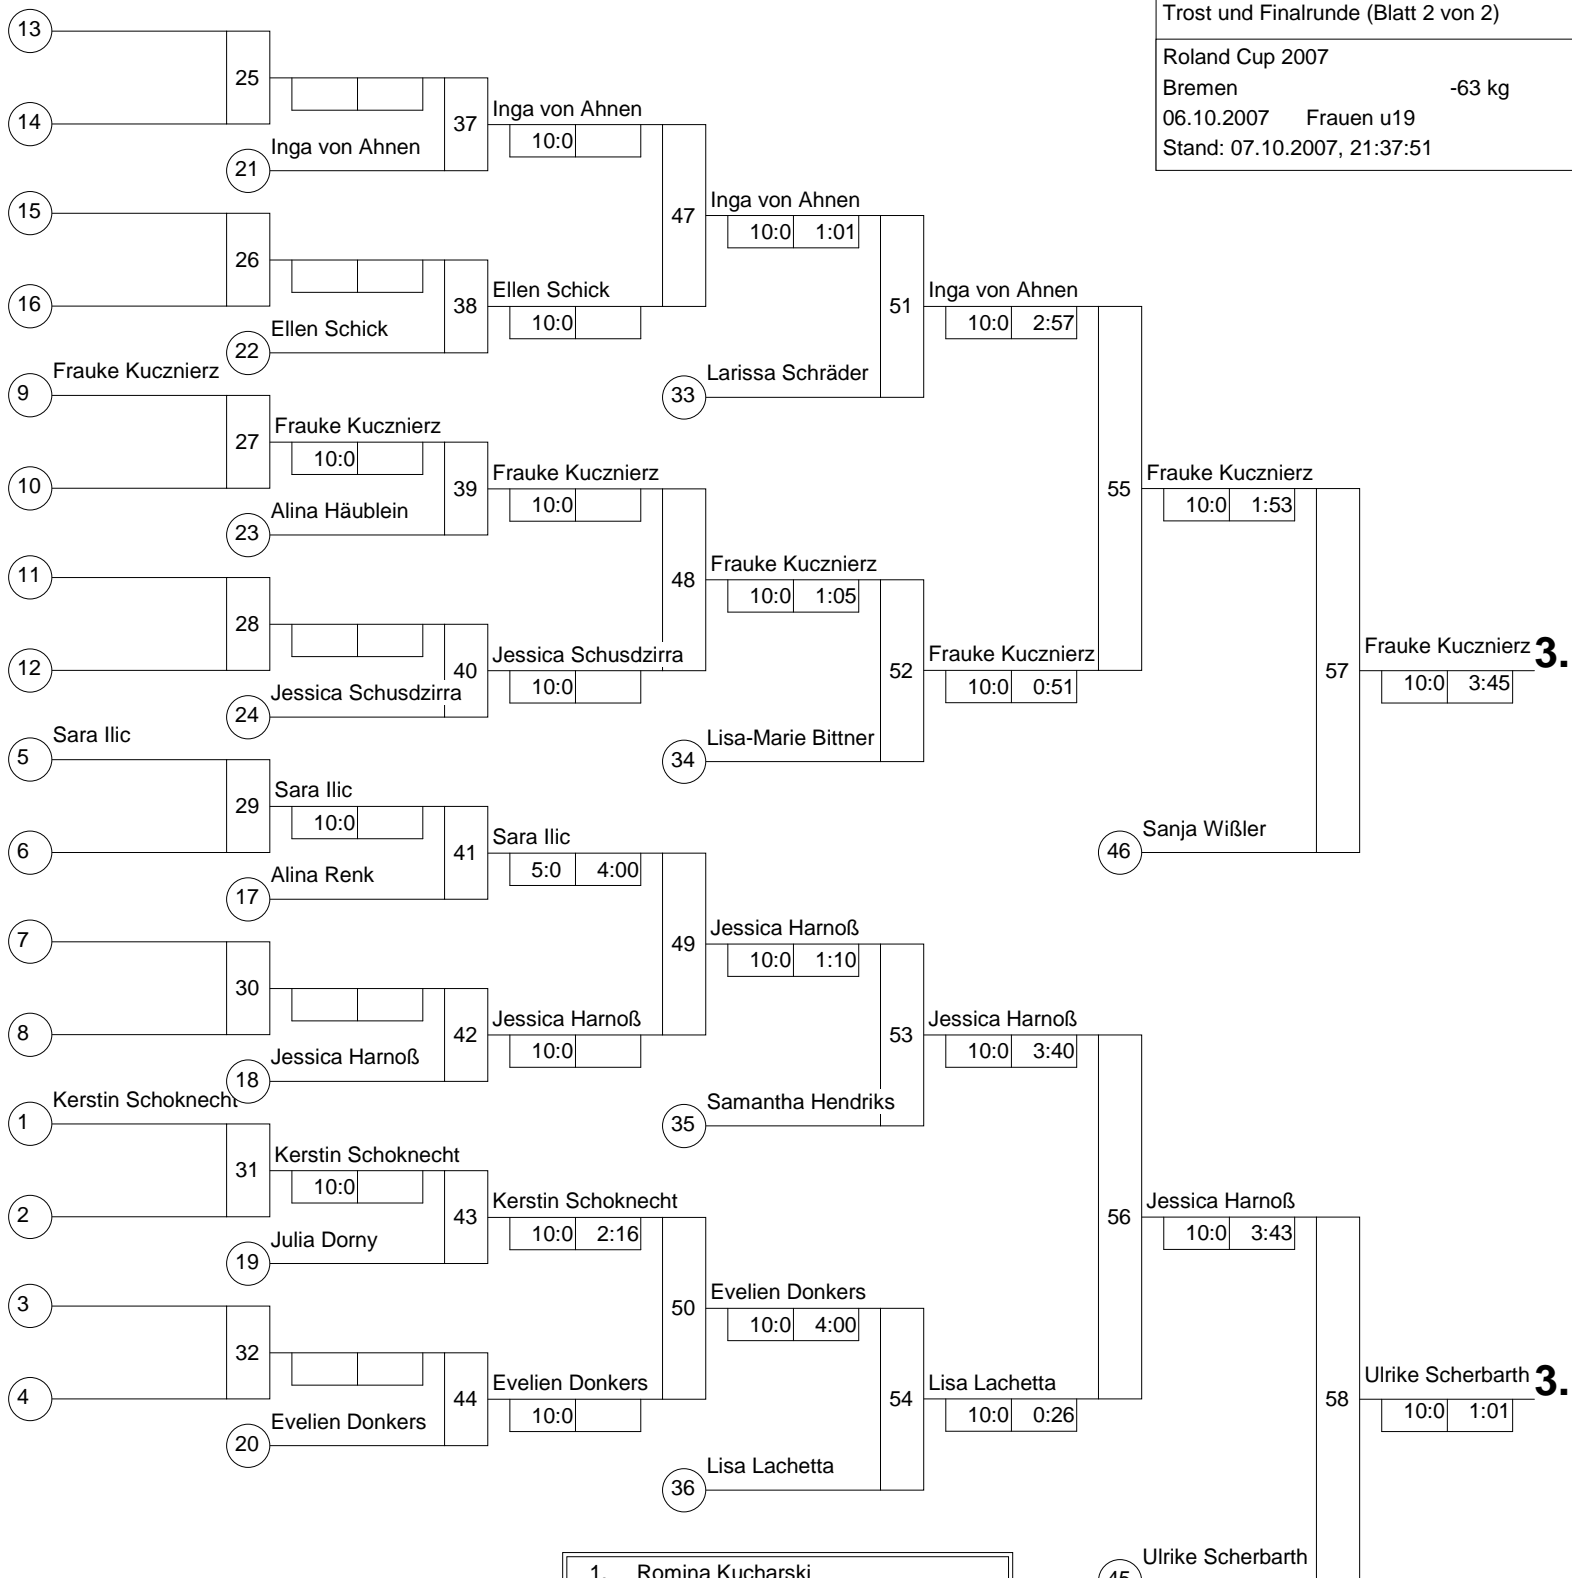 Trost und Finalrunde (Blatt 2 von 2)
Roland Cup 2007
Bremen -63 kg
06.10.2007 Frauen u19
Stand: 07.10.2007, 21:37:51
13
25
14
37
Inga von Ahnen
10:0
21
Inga von Ahnen
15
47
Inga von Ahnen
10:0 1:01
26
16
38
Ellen Schick
10:0
22
Ellen Schick
51
Inga von Ahnen
10:0 2:57
33
Larissa Schräder
9
Frauke Kucznierz
27
Frauke Kucznierz
10:0
10
39
Frauke Kucznierz
10:0
23
Alina Häublein
55
Frauke Kucznierz
10:0 1:53
11
48
Frauke Kucznierz
10:0 1:05
28
12
40
Jessica Schusdzirra
10:0
24
Jessica Schusdzirra
52
Frauke Kucznierz
10:0 0:51
34
Lisa-Marie Bittner
57
Frauke Kucznierz 3.
10:0 3:45
46
Sanja Wißler
5
Sara Ilic
29
Sara Ilic
10:0
6
41
Sara Ilic
5:0 4:00
17
Alina Renk
7
49
Jessica Harnoß
10:0 1:10
30
8
42
Jessica Harnoß
10:0
18
Jessica Harnoß
53
Jessica Harnoß
10:0 3:40
35
Samantha Hendriks
1
Kerstin Schoknecht
31
Kerstin Schoknecht
10:0
2
43
Kerstin Schoknecht
10:0 2:16
19
Julia Dorny
56
Jessica Harnoß
10:0 3:43
3
50
Evelien Donkers
10:0 4:00
32
4
44
Evelien Donkers
10:0
20
Evelien Donkers
54
Lisa Lachetta
10:0 0:26
36
Lisa Lachetta
58
Ulrike Scherbarth 3.
10:0 1:01
45
Ulrike Scherbarth
1. Romina Kucharski